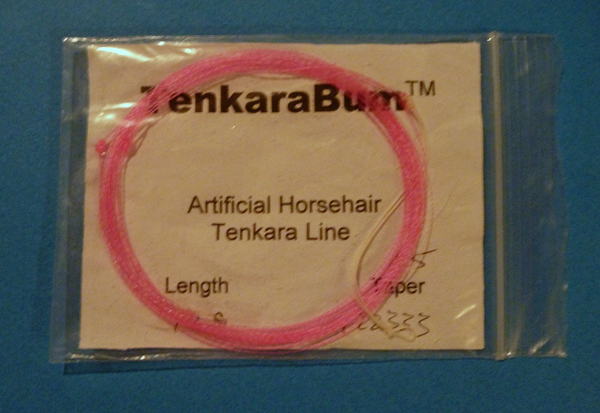 TenkaraBum™
Artificial Horsehair
Tenkara Line
Length Taper